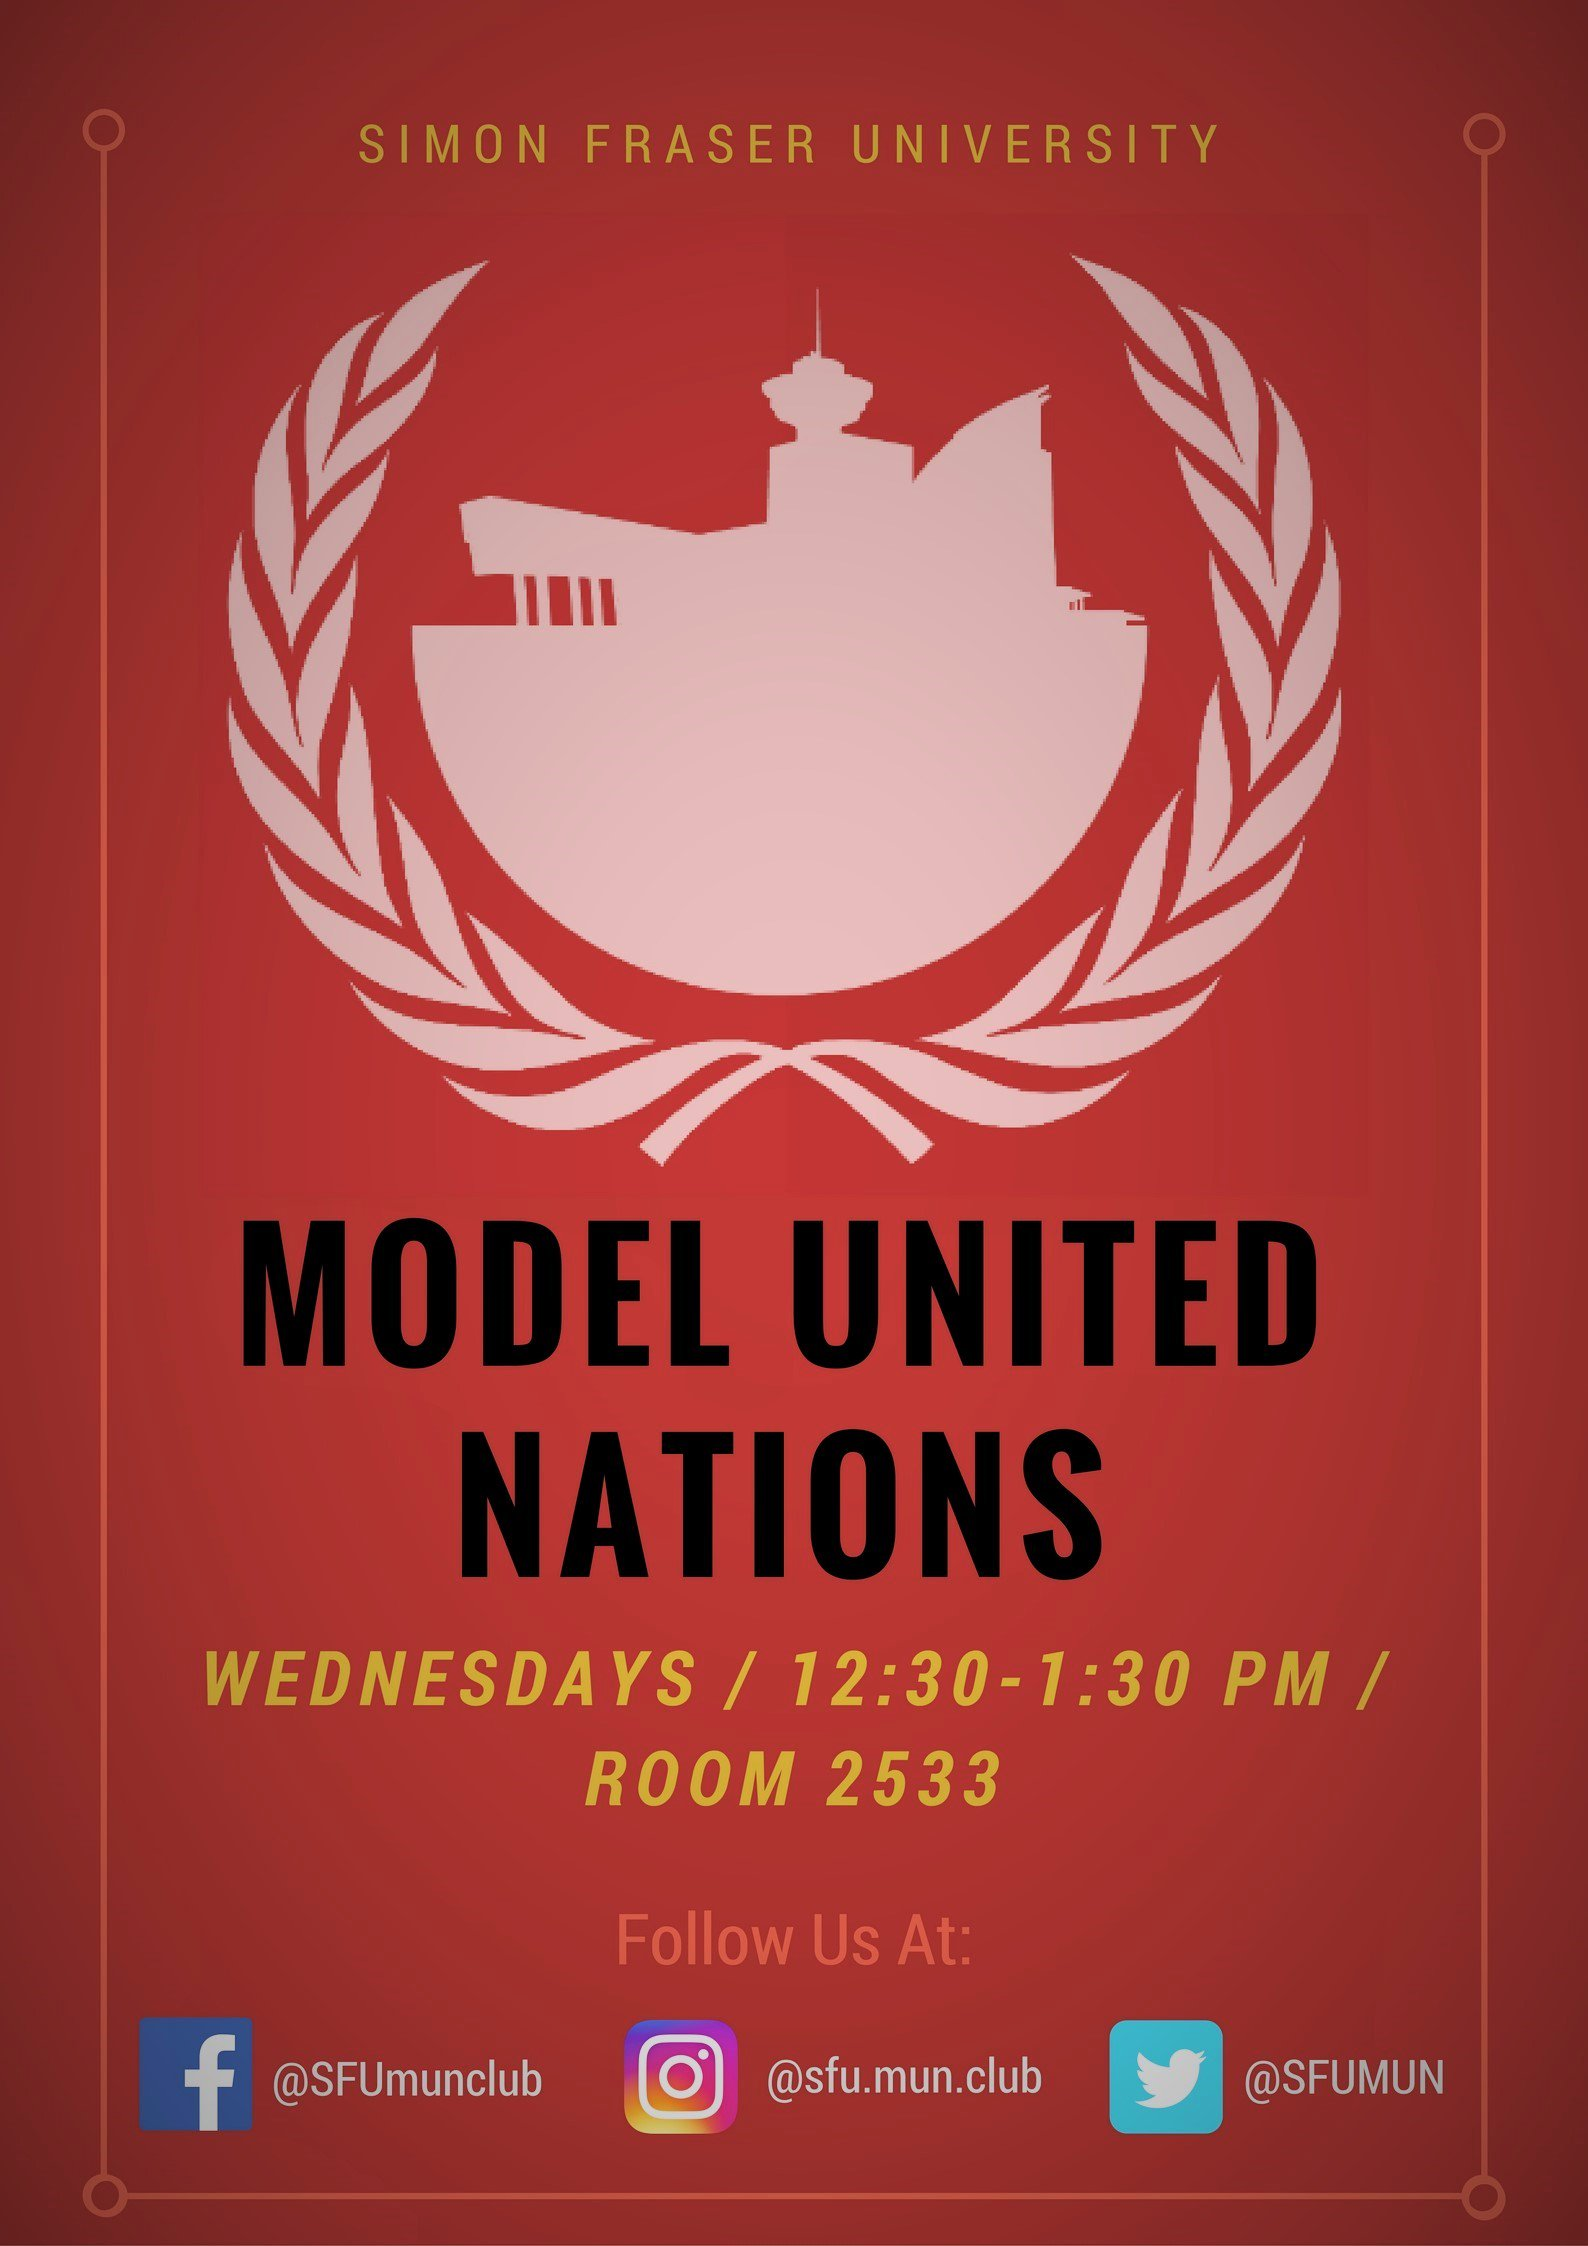 SIMON FRASER UNIVERSITY
MODEL UNITED
NATIONS
WEDNESDAYS / 12:30-1:30 PM /
ROOM 2533
Follow Us At:
@SFUmunclub @sfu.mun.club @SFUMUN